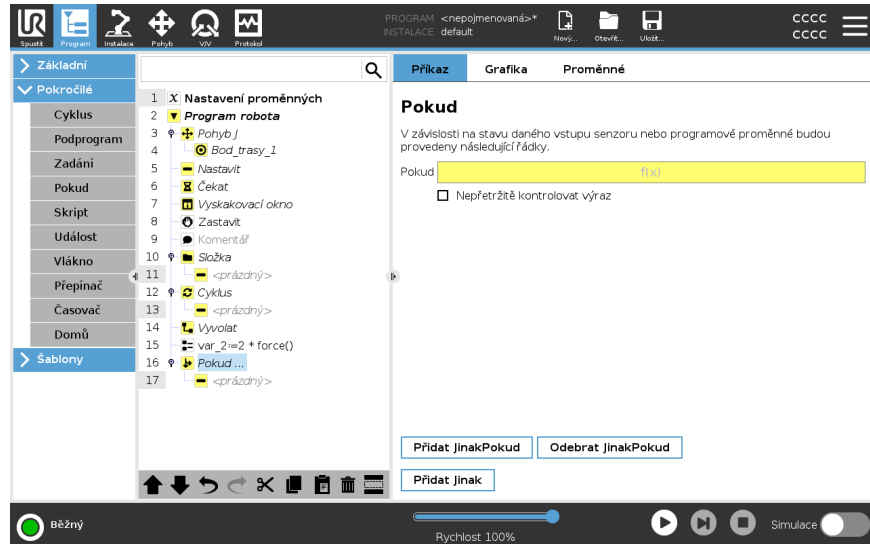 UR
Spustit
Program
Instalace
Pohyb
V/V
Protokol
PROGRAM <nepojmenovaná>*
INSTALACE default
Nový...
Otevřít...
Uložit...
CCCC
CCCC
Základní
Pokročilé
Cyklus
Podprogram
Zadání
Pokud
Skript
Událost
Vlákno
Přepínač
Časovač
Domů
Šablony
1 X Nastavení proměnných
2 Program robota
3 Pohyb J
4 Bod_trasy_1
5 Nastavit
6 Čekat
7 Vyskakovací okno
8 Zastavit
9 Komentář
10 Složka
11 <prázdný>
12 Cyklus
13 <prázdný>
14 Vyvolat
15 var_2≔2 * force()
16 Pokud ...
17 <prázdný>
Příkaz
Grafika
Proměnné
Pokud
V závislosti na stavu daného vstupu senzoru nebo programové proměnné budou
provedeny následující řádky.
Pokud f(x)
Nepřetržitě kontrolovat výraz
Přidat JinakPokud
Odebrat JinakPokud
Přidat Jinak
Běžný
Rychlost 100%
Simulace